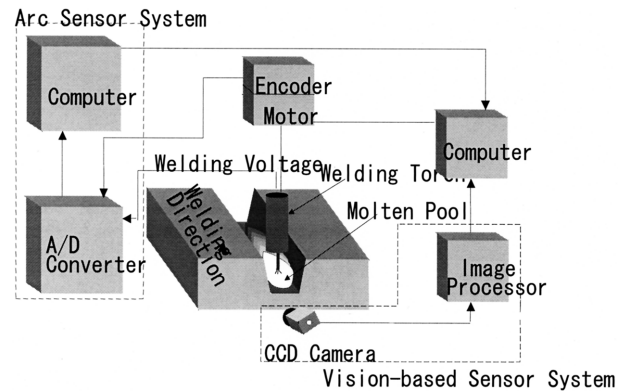 Arc Sensor System
Computer
Encoder
Motor
Computer
Welding Voltage
Welding Torch
Welding
Direction
Molten Pool
A/D
Converter
Image
Processor
CCD Camera
Vision-based Sensor System